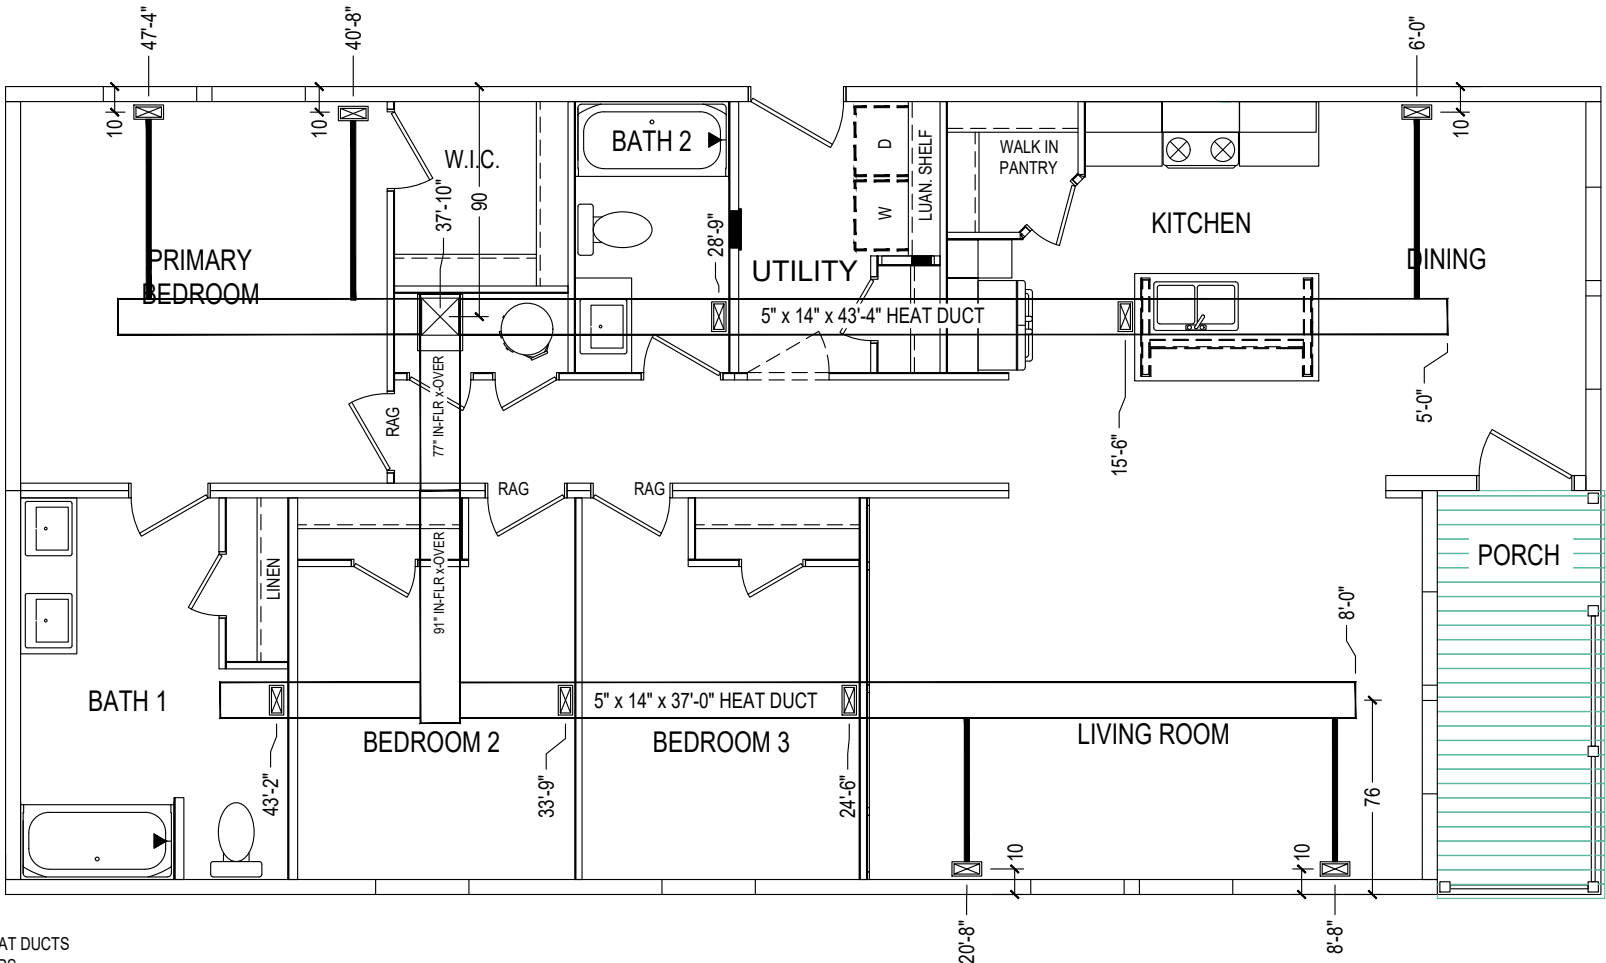 47'-4"
40'-8"
6'-0"
10
10
10
BATH 2
W.I.C.
D
LUAN. SHELF
WALK IN
PANTRY
37'-10"
90
W
28'-9"
KITCHEN
PRIMARY
BEDROOM
UTILITY
DINING
5" x 14" x 43'-4" HEAT DUCT
77" IN-FLR x-OVER
RAG
5'-0"
15'-6"
RAG
RAG
91" IN-FLR x-OVER
LINEN
PORCH
8'-0"
BATH 1
5" x 14" x 37'-0" HEAT DUCT
BEDROOM 2
BEDROOM 3
LIVING ROOM
43'-2"
33'-9"
24'-6"
76
10
10
20'-8"
8'-8"
AT DUCTS